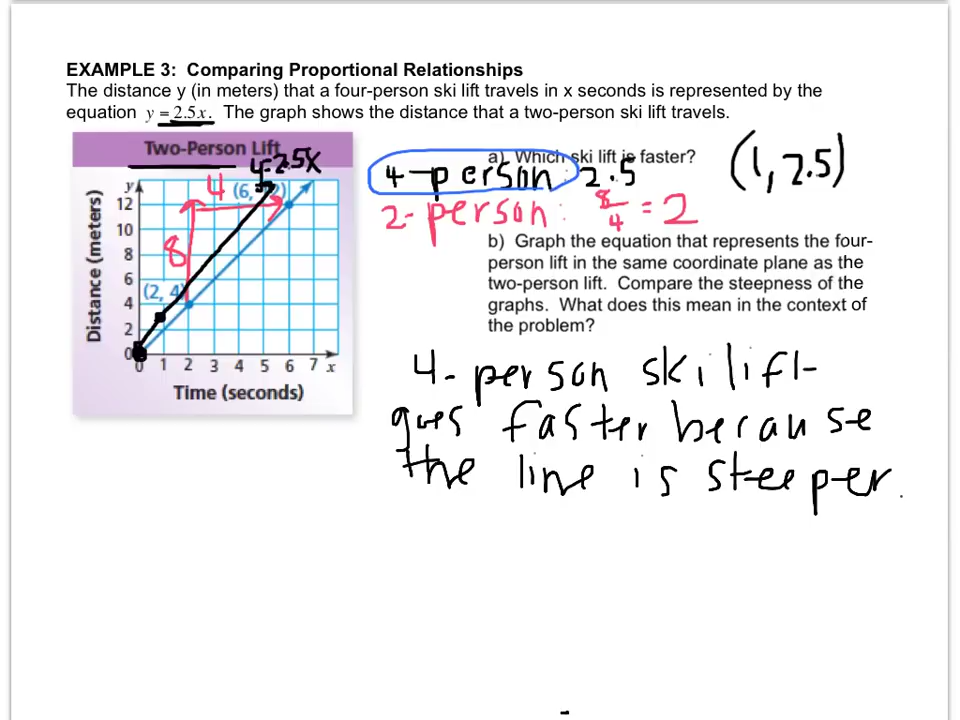 EXAMPLE 3: Comparing Proportional Relationships
The distance y (in meters) that a four-person ski lift travels in x seconds is represented by the
equation y = 2.5x. The graph shows the distance that a two-person ski lift travels.
Two-Person Lift
y=2.5x
y
12
10
8
6
4
2
0
Distance (meters)
4
(6, 12)
8
(2, 4)
0 1 2 3 4 5 6 7 x
Time (seconds)
a) Which ski lift is faster?
4-person : 2.5
(1, 2.5)
2-person : 8/4 = 2
b) Graph the equation that represents the four-
person lift in the same coordinate plane as the
two-person lift. Compare the steepness of the
graphs. What does this mean in the context of
the problem?
4-person ski lift
goes faster because
the line is steeper.